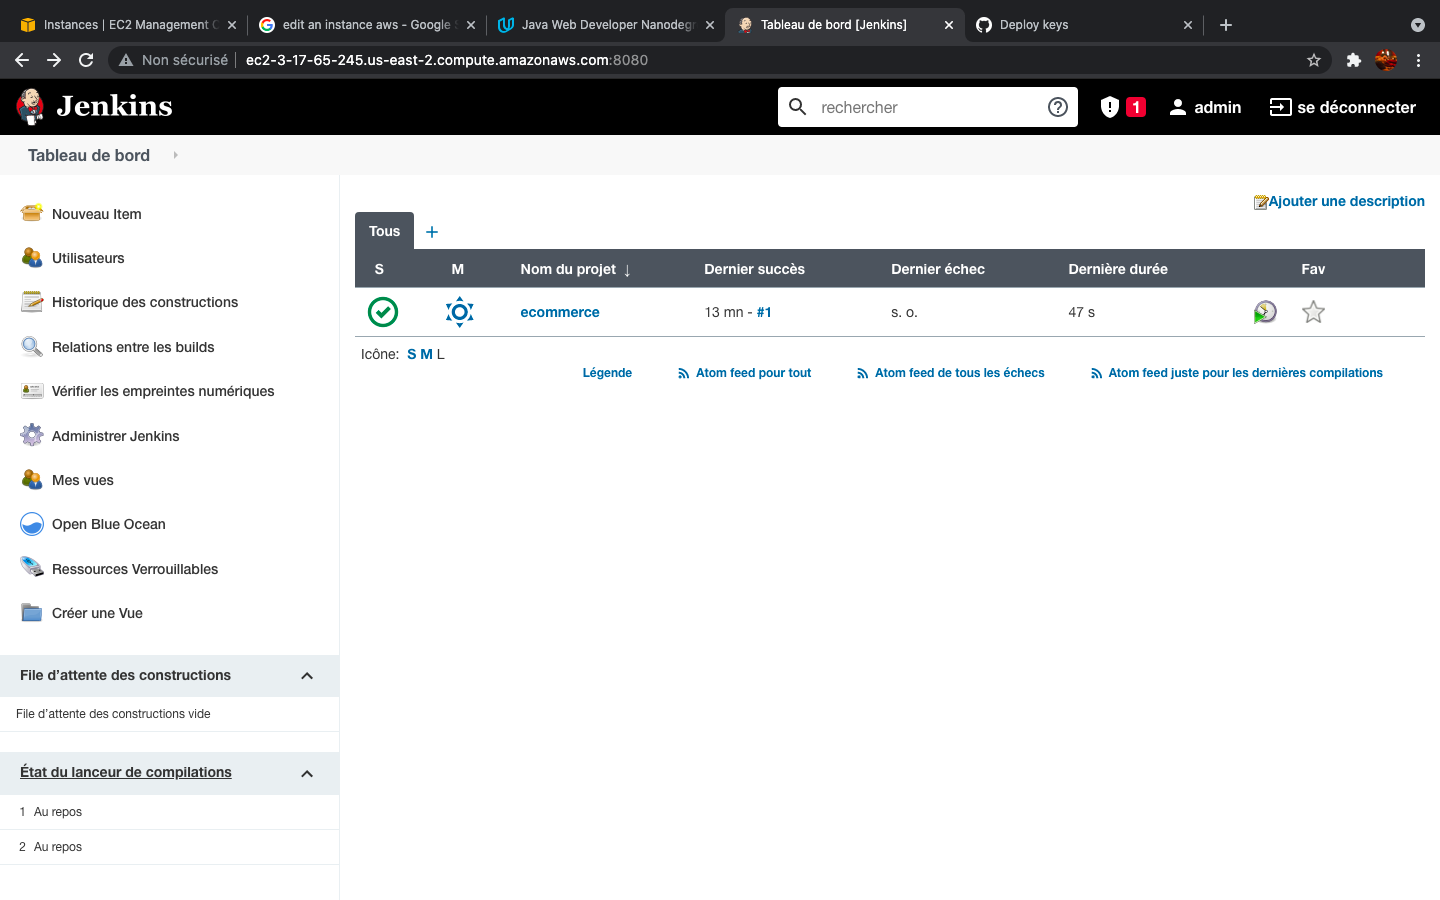 Instances | EC2 Management C
edit an instance aws - Google S
Java Web Developer Nanodegr
Tableau de bord [Jenkins]
Deploy keys
Non sécurisé | ec2-3-17-65-245.us-east-2.compute.amazonaws.com:8080
Jenkins
rechercher
1
admin
se déconnecter
Tableau de bord
Nouveau Item
Utilisateurs
Historique des constructions
Relations entre les builds
Vérifier les empreintes numériques
Administrer Jenkins
Mes vues
Open Blue Ocean
Ressources Verrouillables
Créer une Vue
File d’attente des constructions
File d’attente des constructions vide
État du lanceur de compilations
1 Au repos
2 Au repos
Ajouter une description
Tous +
S M Nom du projet ↓ Dernier succès Dernier échec Dernière durée Fav
ecommerce 13 mn - #1 s. o. 47 s
Icône: S M L
Légende Atom feed pour tout Atom feed de tous les échecs Atom feed juste pour les dernières compilations